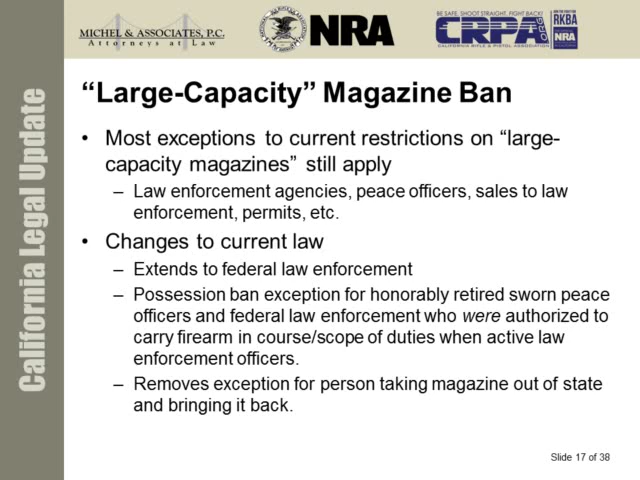 MICHEL & ASSOCIATES, P.C.
Attorneys at Law
NRA
BE SAFE. SHOOT STRAIGHT. FIGHT BACK!
CRPA.ORG
CALIFORNIA RIFLE & PISTOL ASSOCIATION
RKBA
NRA
California Legal Update
“Large-Capacity” Magazine Ban
• Most exceptions to current restrictions on “large-
capacity magazines” still apply
– Law enforcement agencies, peace officers, sales to law
enforcement, permits, etc.
• Changes to current law
– Extends to federal law enforcement
– Possession ban exception for honorably retired sworn peace
officers and federal law enforcement who were authorized to
carry firearm in course/scope of duties when active law
enforcement officers.
– Removes exception for person taking magazine out of state
and bringing it back.
Slide 17 of 38